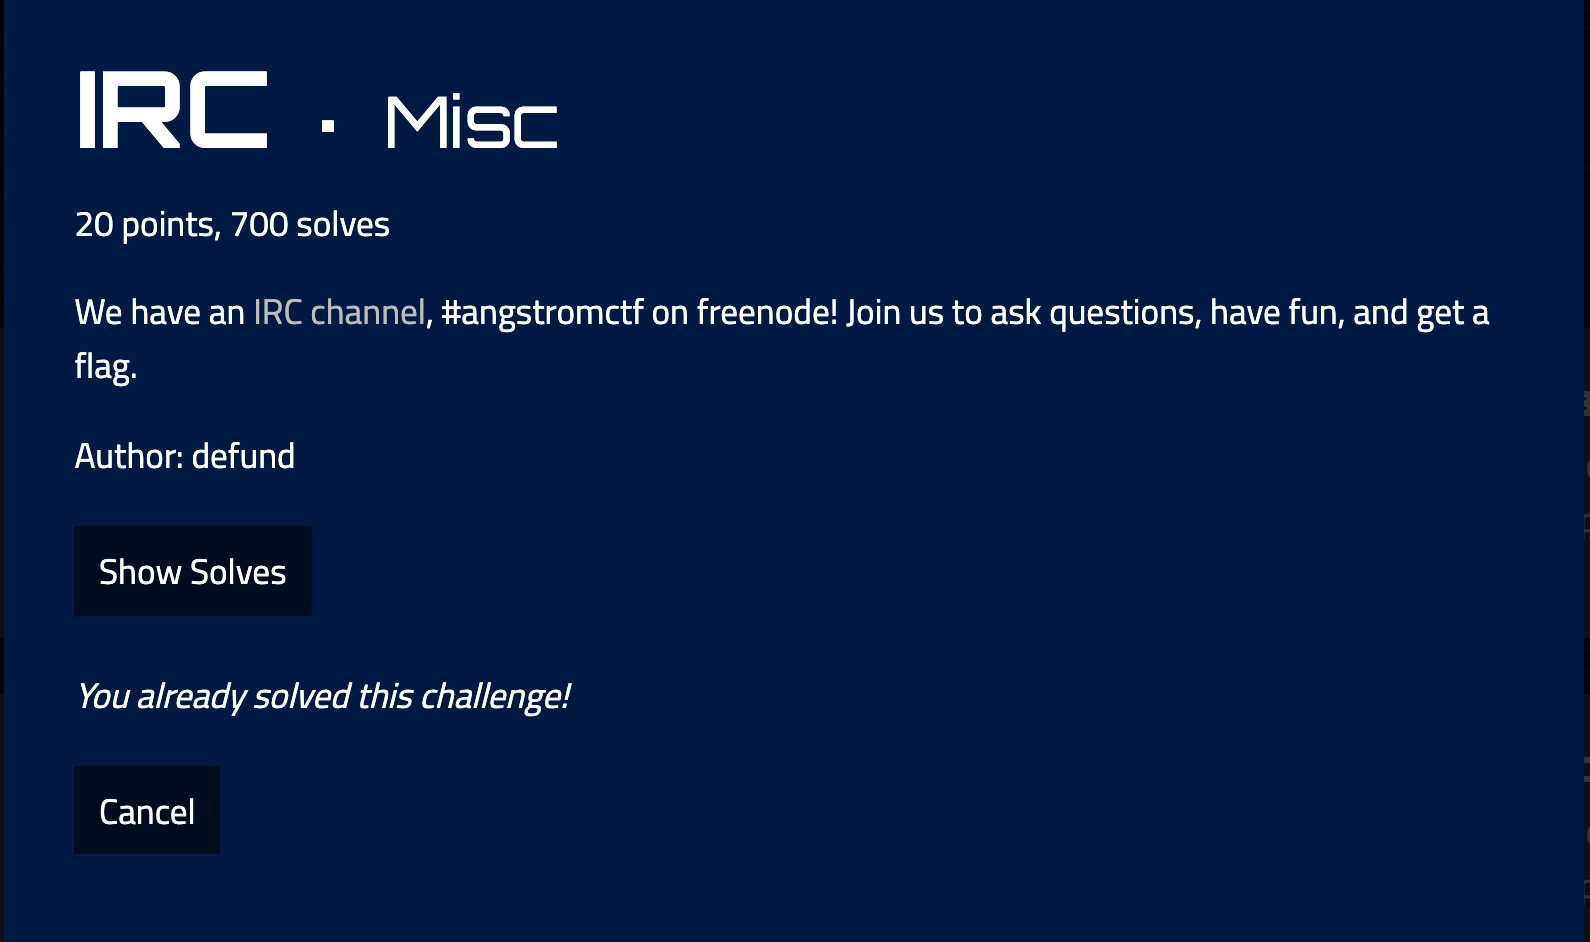 IRC · Misc
20 points, 700 solves
We have an IRC channel, #angstromctf on freenode! Join us to ask questions, have fun, and get a
flag.
Author: defund
Show Solves
You already solved this challenge!
Cancel